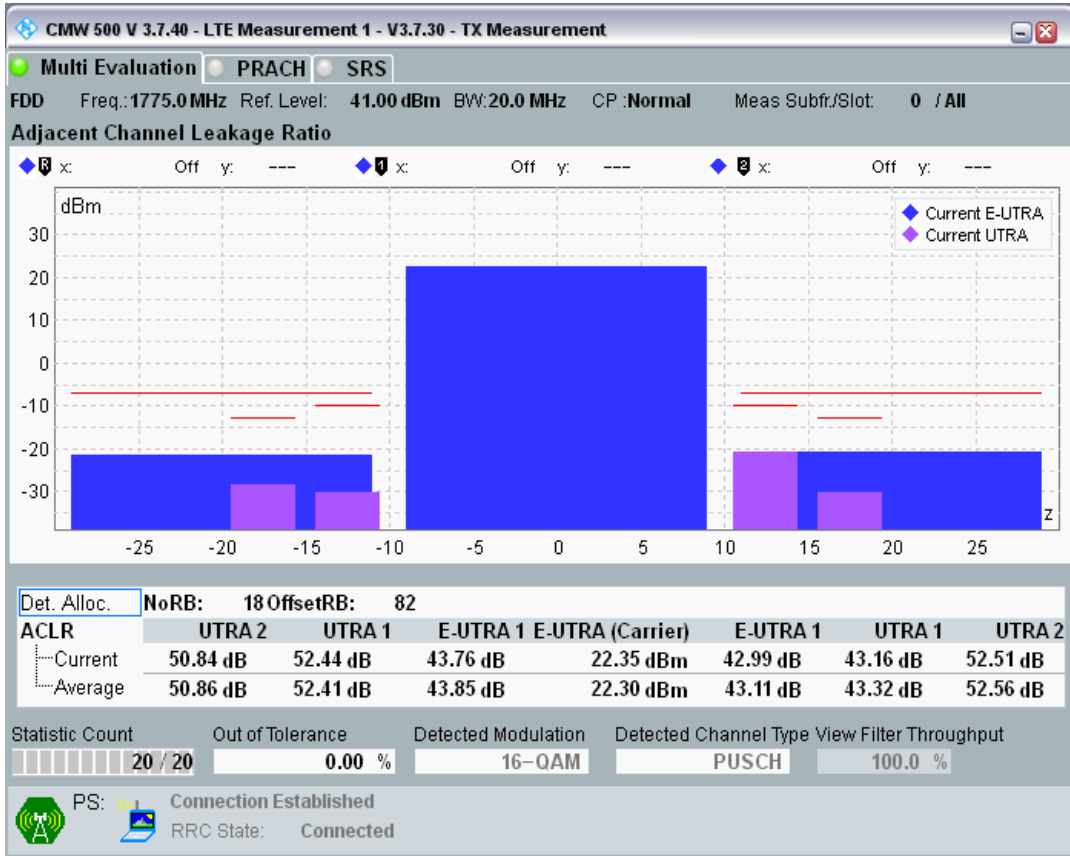 CMW 500 V 3.7.40 - LTE Measurement 1 - V3.7.30 - TX Measurement
Multi Evaluation PRACH SRS
FDD Freq.:1775.0 MHz Ref. Level: 41.00 dBm BW:20.0 MHz CP :Normal Meas Subfr./Slot: 0 / All
Adjacent Channel Leakage Ratio
R x: Off y: --- 1 x: Off y: --- 2 x: Off y: ---
dBm
Current E-UTRA
Current UTRA
30
20
10
0
-10
-20
-30
z
-25 -20 -15 -10 -5 0 5 10 15 20 25
Det. Alloc. NoRB: 18 OffsetRB: 82
ACLR UTRA 2 UTRA 1 E-UTRA 1 E-UTRA (Carrier) E-UTRA 1 UTRA 1 UTRA 2
Current 50.84 dB 52.44 dB 43.76 dB 22.35 dBm 42.99 dB 43.16 dB 52.51 dB
Average 50.86 dB 52.41 dB 43.85 dB 22.30 dBm 43.11 dB 43.32 dB 52.56 dB
Statistic Count Out of Tolerance Detected Modulation Detected Channel Type View Filter Throughput
20 / 20 0.00 % 16-QAM PUSCH 100.0 %
PS: Connection Established
RRC State: Connected